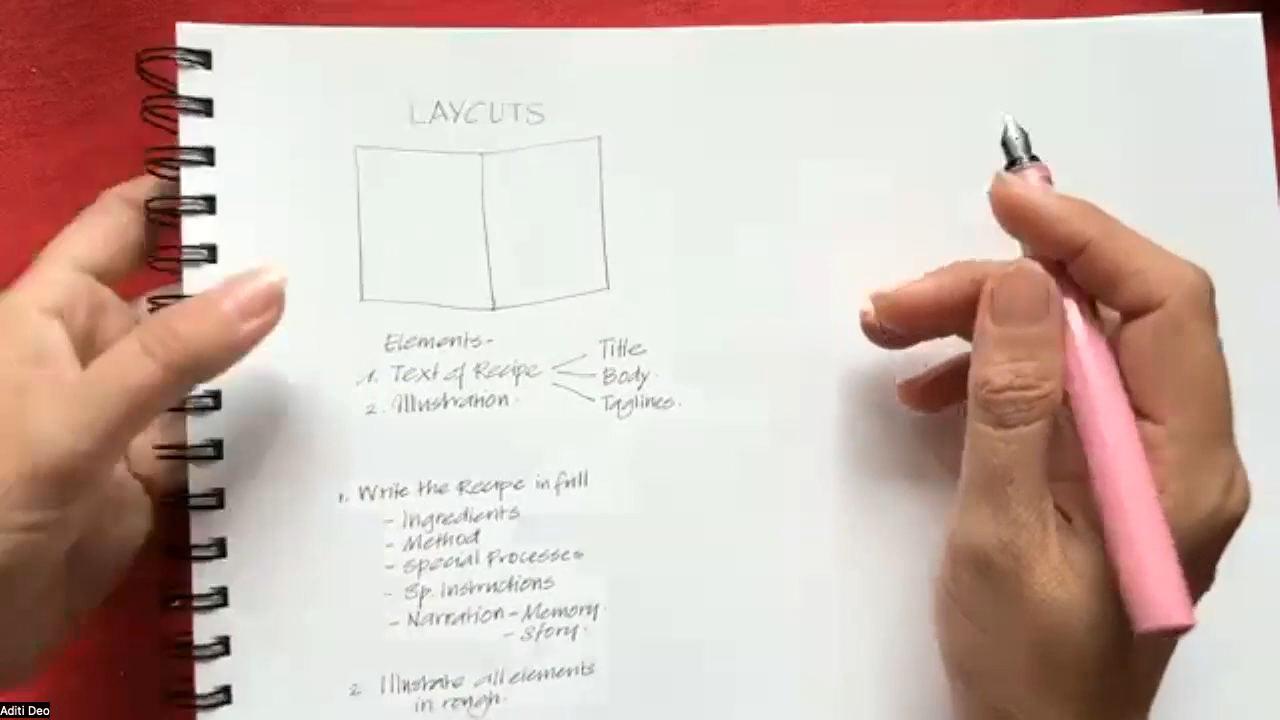 LAYOUTS
Elements-
1. Text of Recipe
Title
Body.
Taglines.
2. Illustration.
1. Write the Recipe in full
- Ingredients
- Method
- Special Processes
- Sp. Instructions
- Narration - Memory.
- Story.
2. Illustrate all elements
in rough.
Aditi Deo